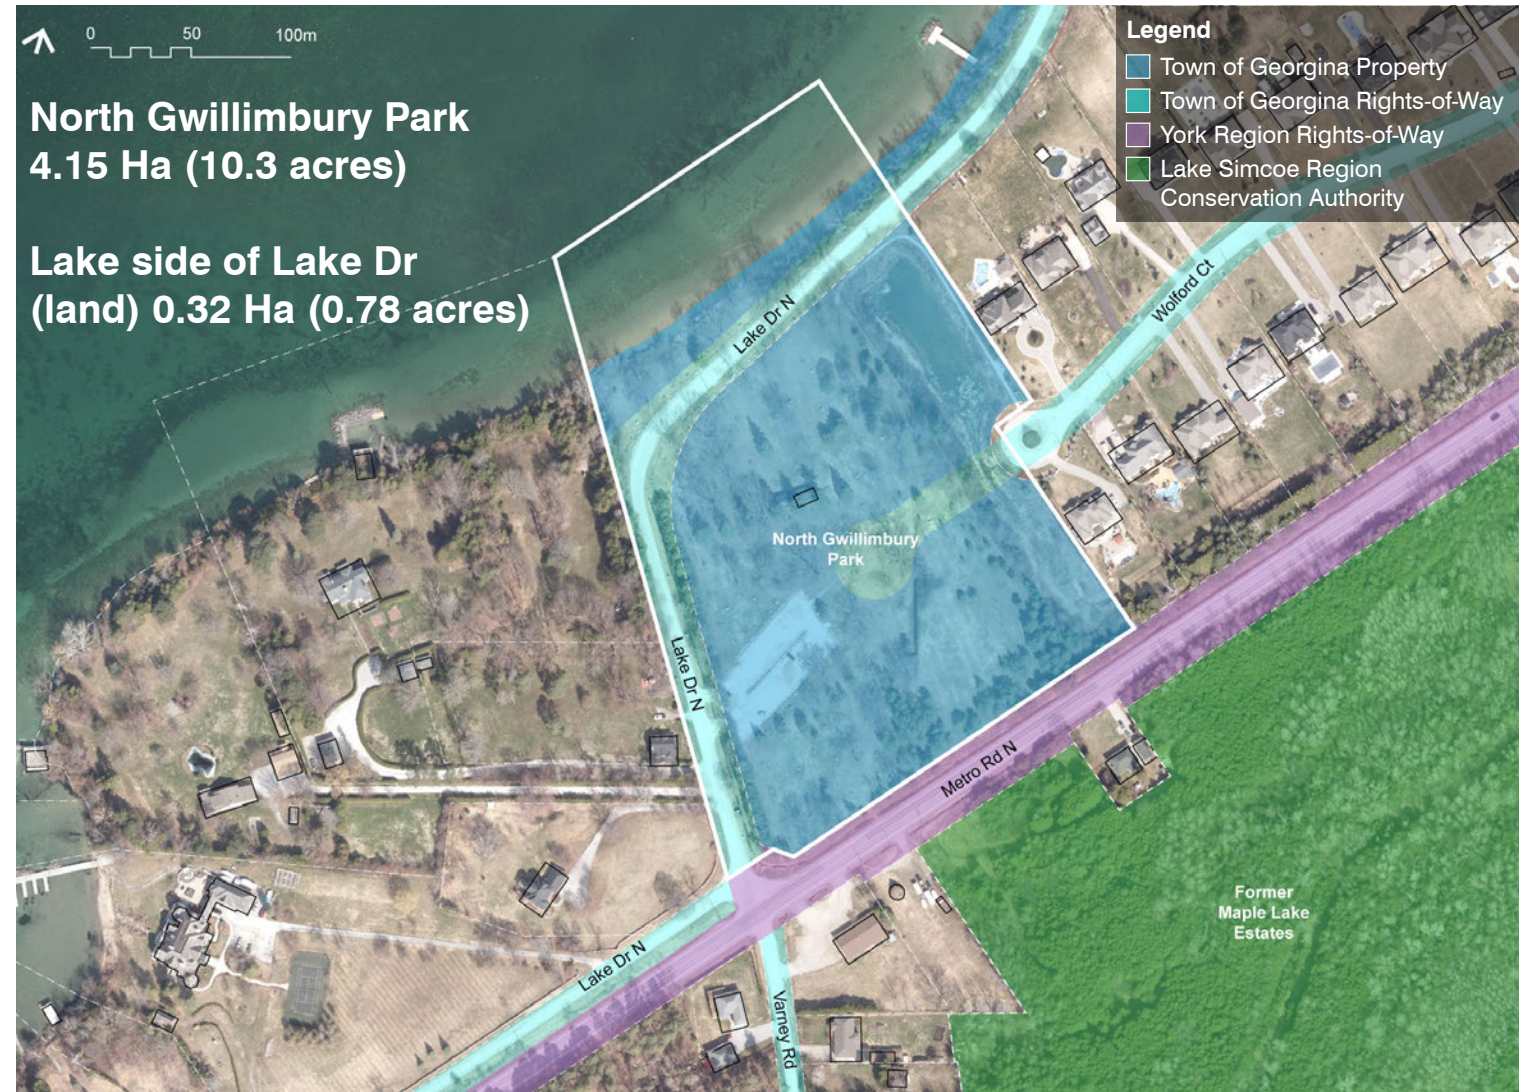 0 50 100m
North Gwillimbury Park
4.15 Ha (10.3 acres)
Lake side of Lake Dr
(land) 0.32 Ha (0.78 acres)
Legend
Town of Georgina Property
Town of Georgina Rights-of-Way
York Region Rights-of-Way
Lake Simcoe Region
Conservation Authority
Lake Dr N
Wolford Ct
North Gwillimbury
Park
Lake Dr N
Metro Rd N
Former
Maple Lake
Estates
Lake Dr N
Varney Rd